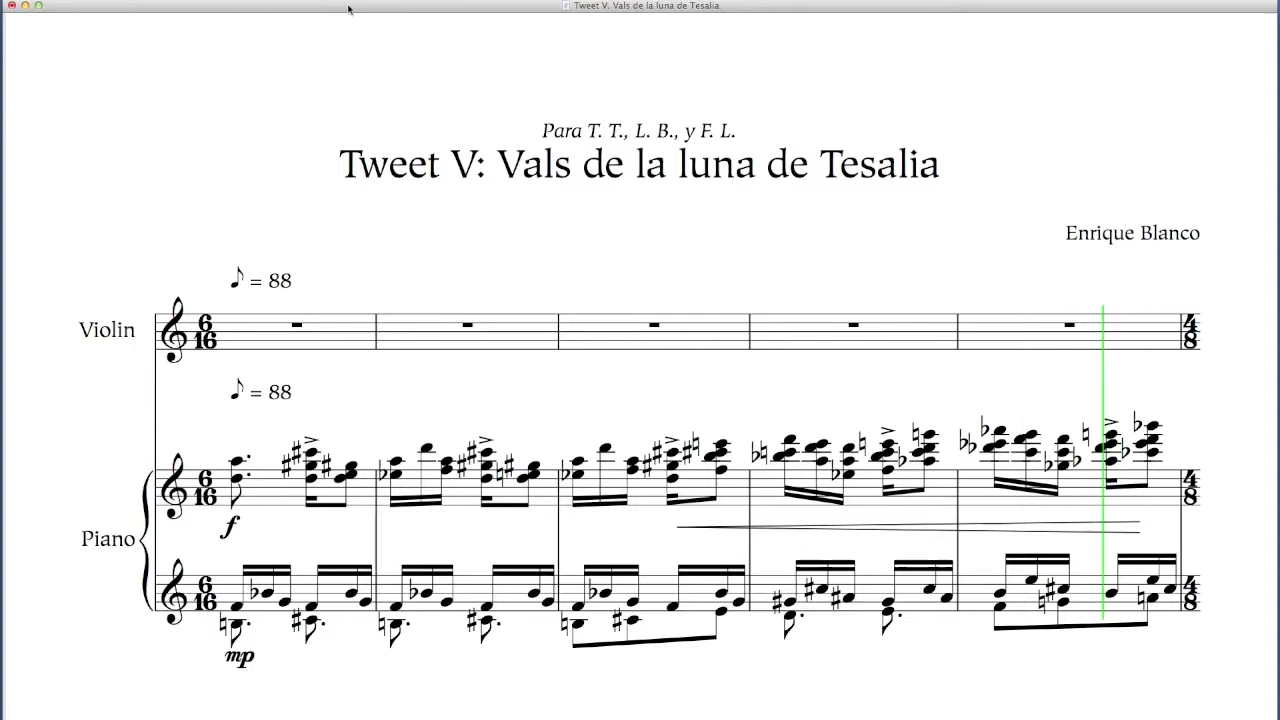 Tweet V. Vals de la luna de Tesalia
Para T. T., L. B., y F. L.
Tweet V: Vals de la luna de Tesalia
Enrique Blanco
♪ = 88
Violin
6
16
4
8
♪ = 88
Piano
6
16
4
8
f
6
16
4
8
mp